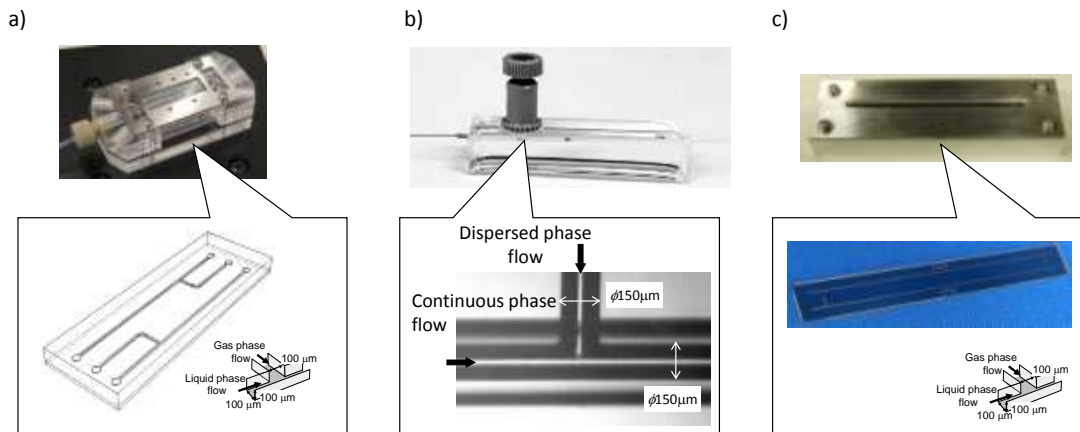 a)
b)
c)
Dispersed phase
flow
Continuous phase
flow
ϕ150μm
ϕ150μm
Gas phase
flow
100 μm
Liquid phase
flow
100 μm
100 μm
Gas phase
flow
100 μm
Liquid phase
flow
100 μm
100 μm